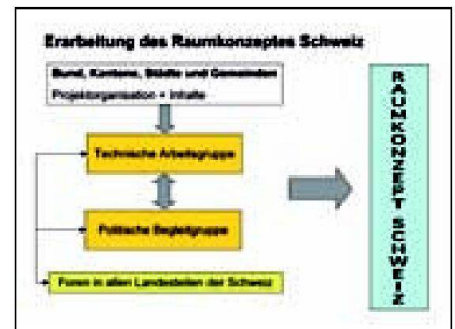 Erarbeitung des Raumkonzeptes Schweiz
Bund, Kantone, Städte und Gemeinden
Projektorganisation + Inhalte
Technische Arbeitsgruppe
Politische Begleitgruppe
Foren in allen Landesteilen der Schweiz
RAUMKONZEPT SCHWEIZ